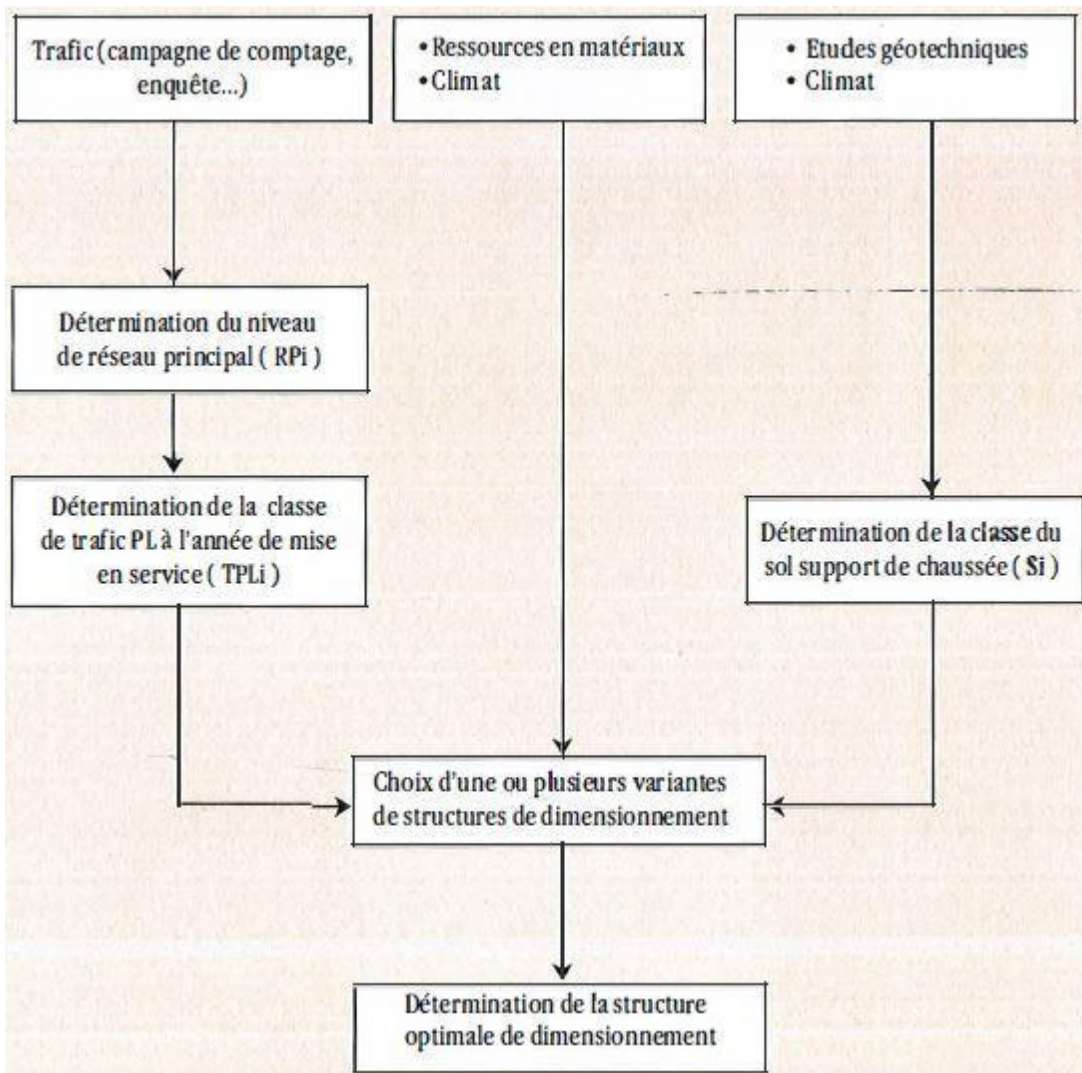 Trafic (campagne de comptage,
enquête...)
•Ressources en matériaux
•Climat
• Etudes géotechniques
• Climat
Détermination du niveau
de réseau principal ( RPi )
Détermination de la classe
de trafic PL à l'année de mise
en service ( TPLi )
Détermination de la classe du
sol support de chaussée ( Si )
Choix d'une ou plusieurs variantes
de structures de dimensionnement
Détermination de la structure
optimale de dimensionnement